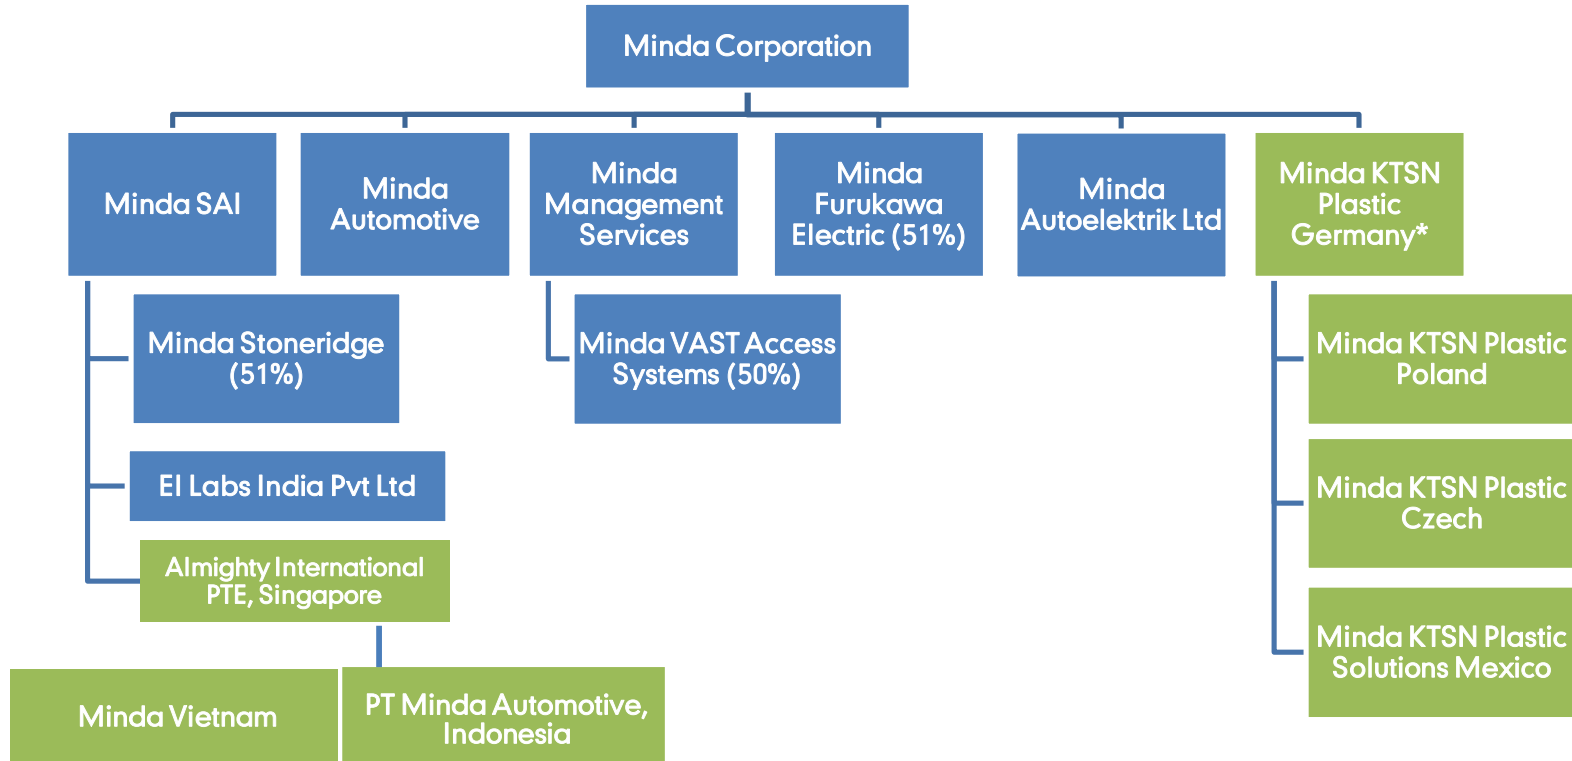 Minda Corporation
Minda SAI
Minda
Automotive
Minda
Management
Services
Minda
Furukawa
Electric (51%)
Minda
Autoelektrik Ltd
Minda KTSN
Plastic
Germany*
Minda Stoneridge
(51%)
Minda VAST Access
Systems (50%)
Minda KTSN Plastic
Poland
EI Labs India Pvt Ltd
Minda KTSN Plastic
Czech
Almighty International
PTE, Singapore
Minda KTSN Plastic
Solutions Mexico
Minda Vietnam
PT Minda Automotive,
Indonesia